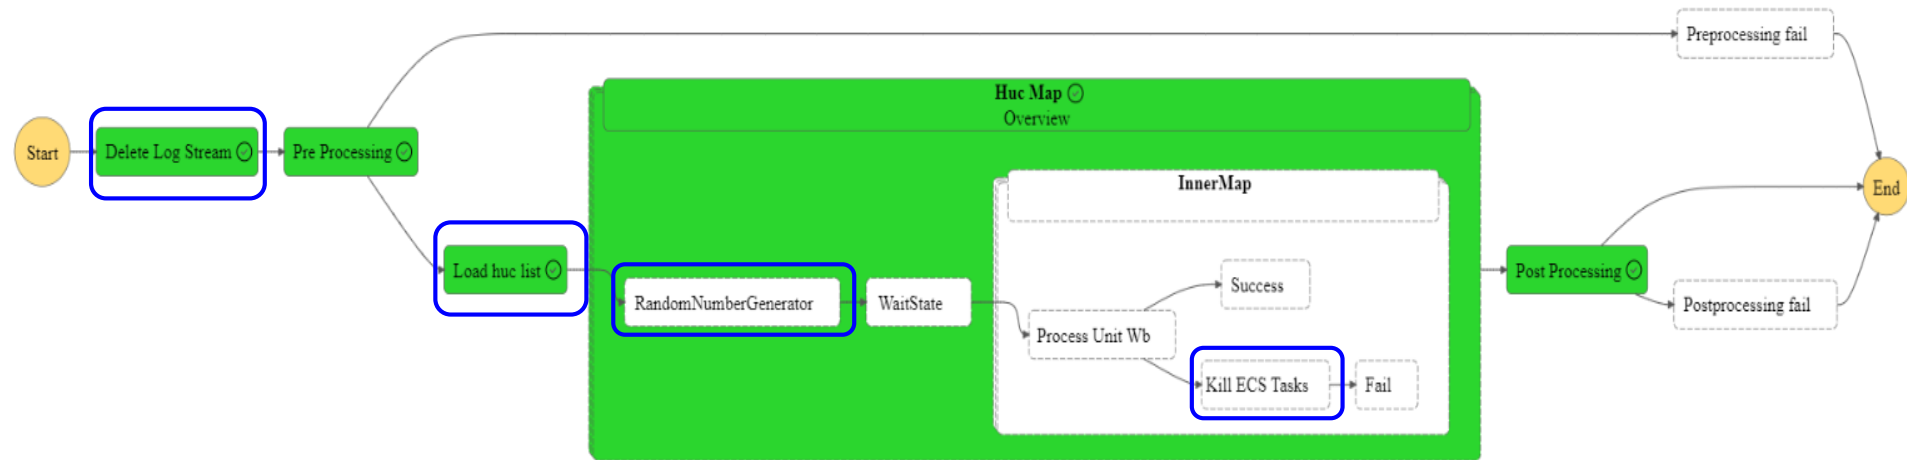 Preprocessing fail
Huc Map
Overview
Start
Delete Log Stream
Pre Processing
InnerMap
End
Load huc list
RandomNumberGenerator
WaitState
Success
Process Unit Wb
Kill ECS Tasks
Fail
Post Processing
Postprocessing fail